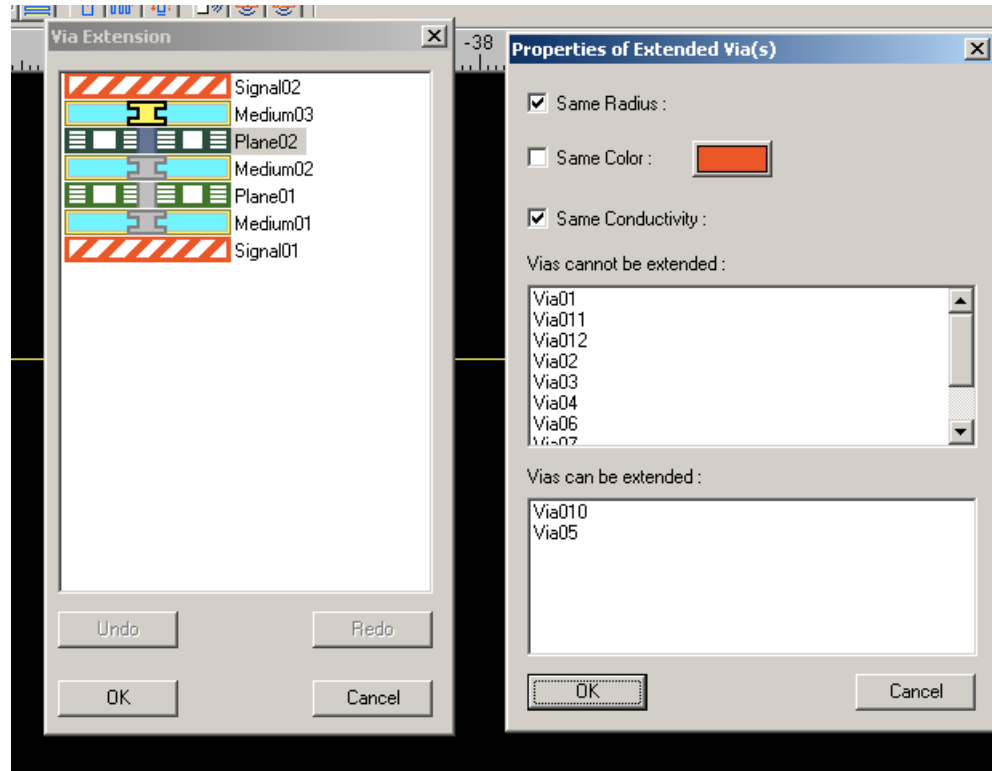 Via Extension
-38
Signal02
Medium03
Plane02
Medium02
Plane01
Medium01
Signal01
Undo
Redo
OK
Cancel
Properties of Extended Via(s)
Same Radius :
Same Color :
Same Conductivity :
Vias cannot be extended :
Via01
Via011
Via012
Via02
Via03
Via04
Via06
Via07
Vias can be extended :
Via010
Via05
OK
Cancel